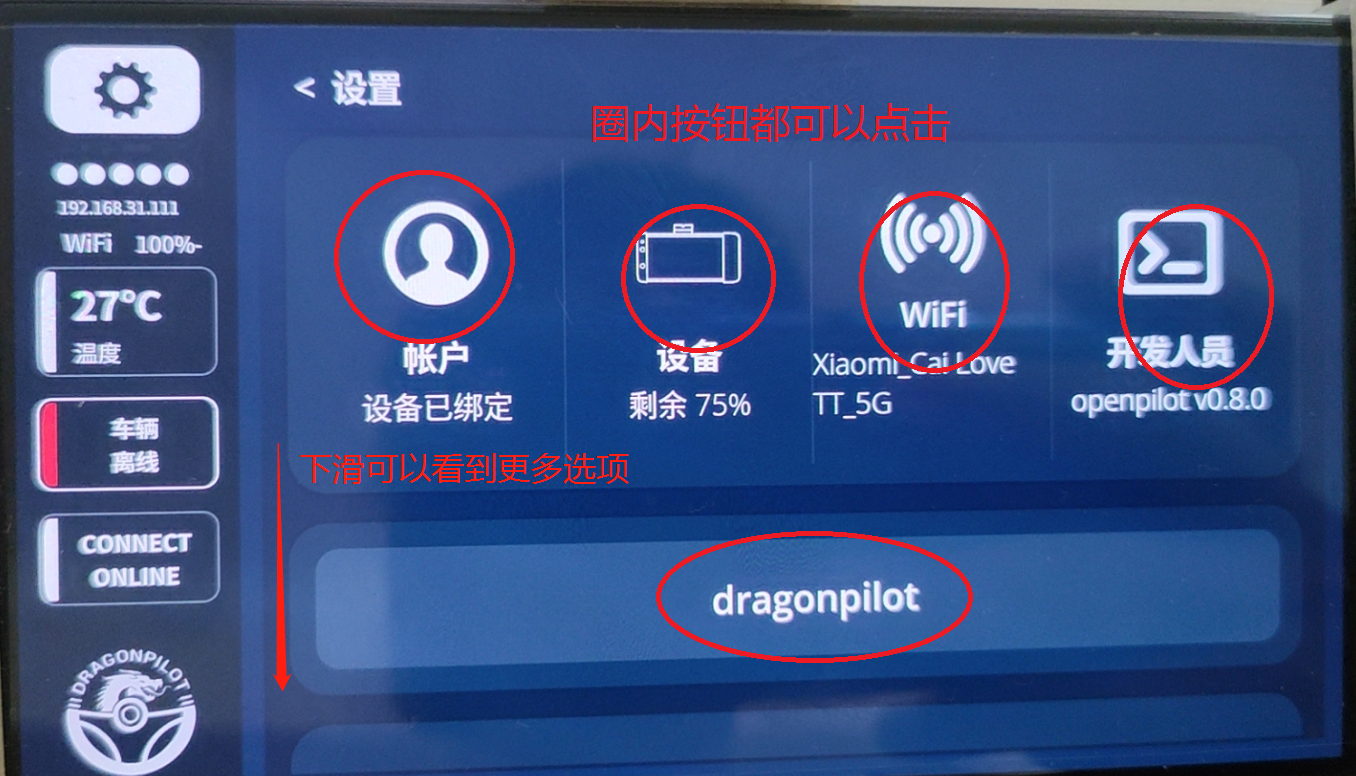 < 设置
圈内按钮都可以点击
192.168.31.111
WiFi 100%-
27°C
温度
车辆
离线
CONNECT
ONLINE
DRAGONPILOT
帐户
设备已绑定
设备
剩余 75%
WiFi
Xiaomi_Cai Love
TT_5G
开发人员
openpilot v0.8.0
下滑可以看到更多选项
dragonpilot